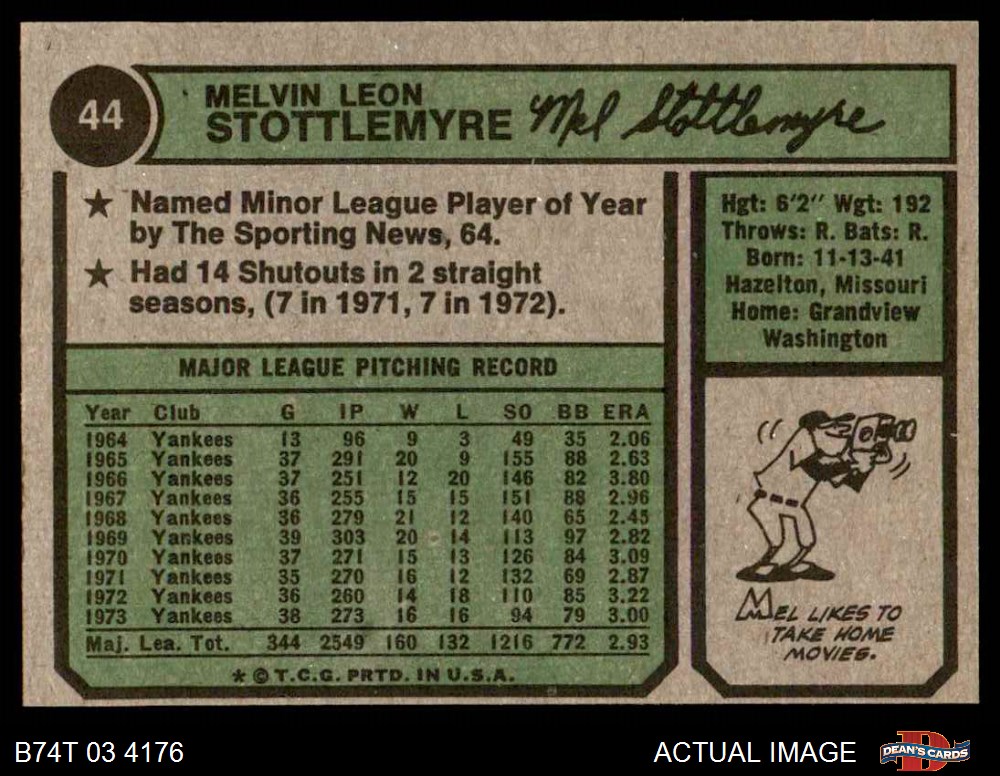 44
MELVIN LEON
STOTTLEMYRE Mel Stottlemyre
★ Named Minor League Player of Year
by The Sporting News, 64.
★ Had 14 Shutouts in 2 straight
seasons, (7 in 1971, 7 in 1972).
Hgt: 6'2" Wgt: 192
Throws: R. Bats: R.
Born: 11-13-41
Hazelton, Missouri
Home: Grandview
Washington
MAJOR LEAGUE PITCHING RECORD
Year Club G IP W L SO BB ERA
1964 Yankees 13 96 9 3 49 35 2.06
1965 Yankees 37 291 20 9 155 88 2.63
1966 Yankees 37 251 12 20 146 82 3.80
1967 Yankees 36 255 15 15 151 88 2.96
1968 Yankees 36 279 21 12 140 65 2.45
1969 Yankees 39 303 20 14 113 97 2.82
1970 Yankees 37 271 15 13 126 84 3.09
1971 Yankees 35 270 16 12 132 69 2.87
1972 Yankees 36 260 14 18 110 85 3.22
1973 Yankees 38 273 16 16 94 79 3.00
Maj. Lea. Tot. 344 2549 160 132 1216 772 2.93
* © T.C.G. PRTD. IN U.S.A.
MEL LIKES TO
TAKE HOME
MOVIES.
B74T 03 4176
ACTUAL IMAGE
D
DEAN'S CARDS